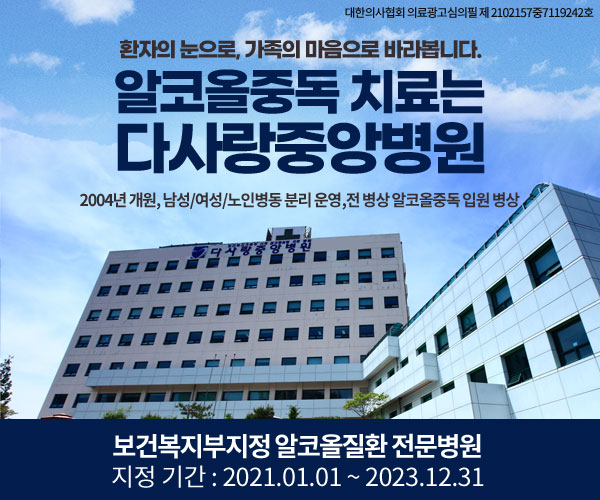 대한의사협회 의료광고심의필 제 2102157중7119242호
환자의 눈으로, 가족의 마음으로 바라봅니다.
알코올중독 치료는
다사랑중앙병원
2004년 개원, 남성/여성/노인병동 분리 운영,전 병상 알코올중독 입원 병상
다사랑중앙병원
보건복지부지정 알코올질환 전문병원
지정 기간 : 2021.01.01 ~ 2023.12.31